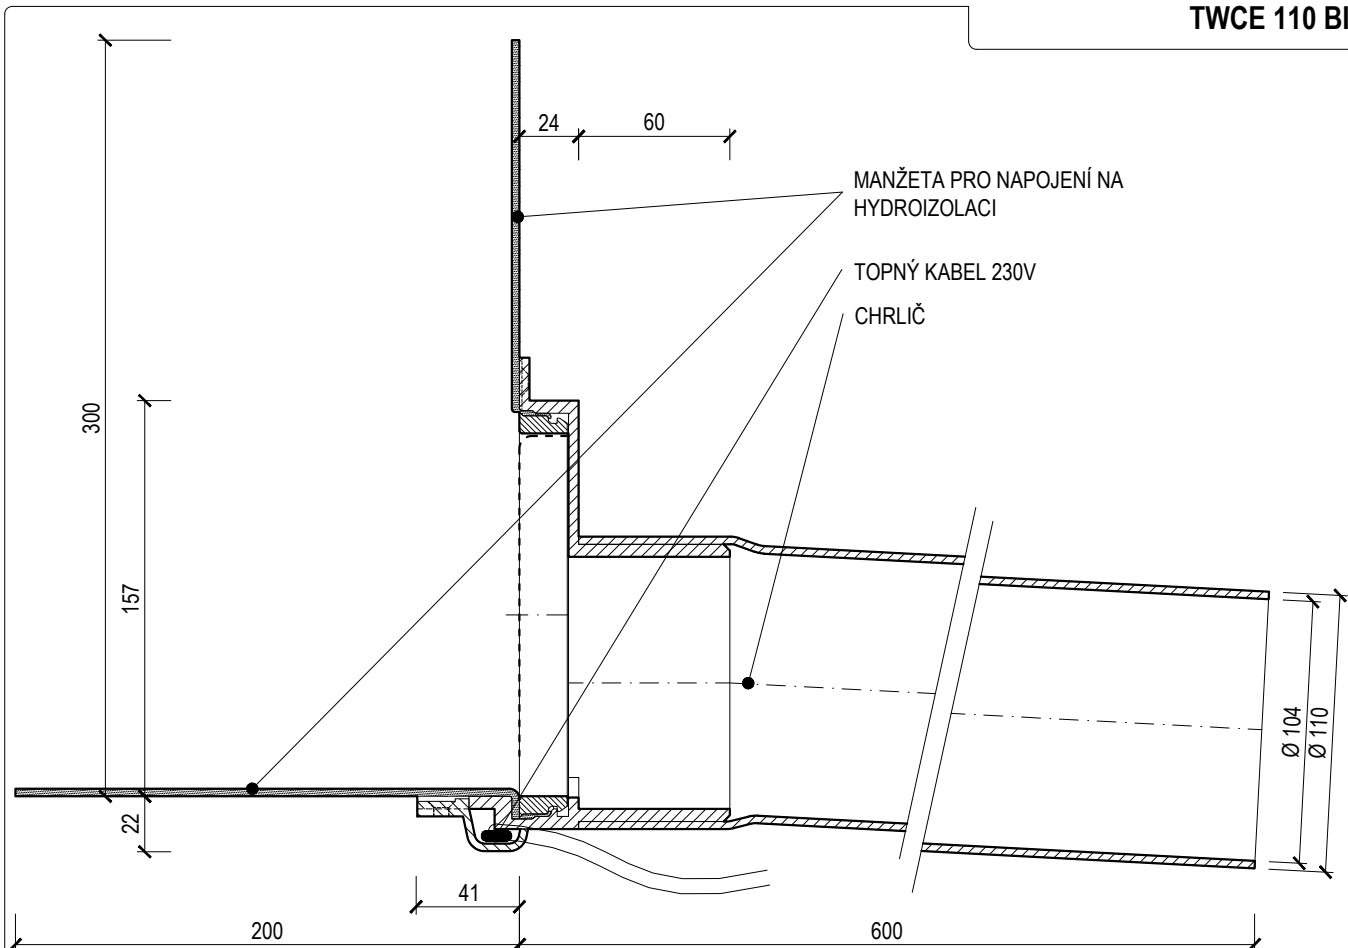 TWCE 110 BI
24
60
MANŽETA PRO NAPOJENÍ NA
HYDROIZOLACI
TOPNÝ KABEL 230V
CHRLIČ
300
157
22
Ø 104
Ø 110
41
200
600